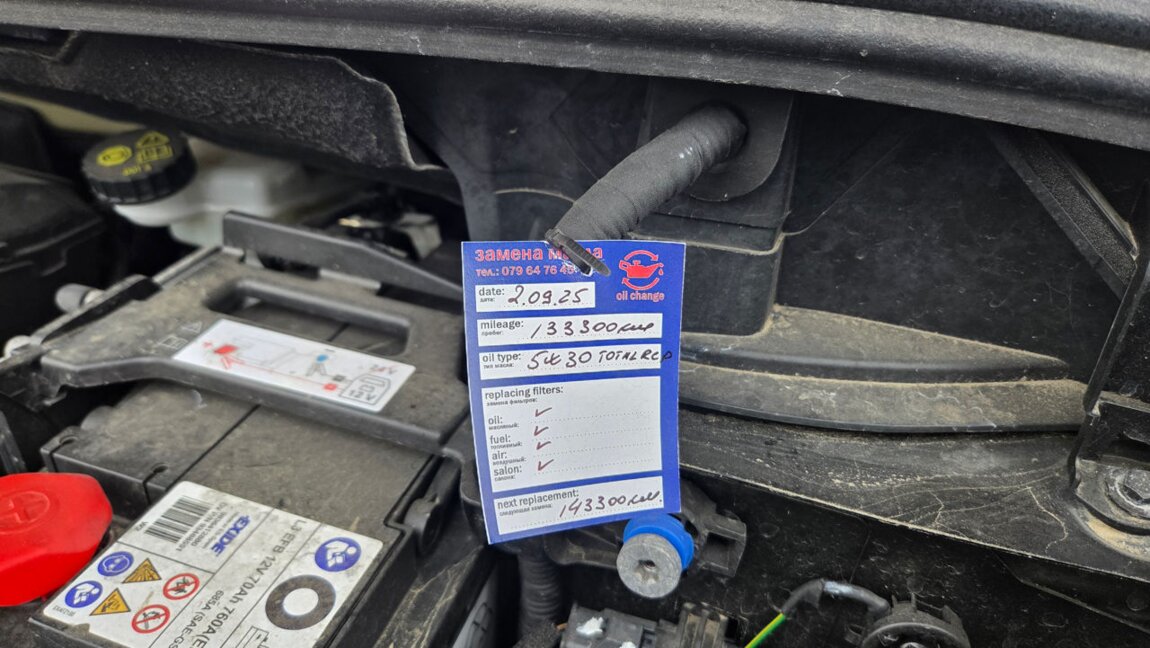 замена
тел.: 079 64 76
oil change
date:
дата:
2.09.25
mileage:
пробег:
133300км
oil type:
тип масла:
5w30 TOTAL RCP
replacing filters:
замена фильтров:
oil: ✓
масляный:
fuel: ✓
топливный:
air: ✓
воздушный:
salon: ✓
салона:
next replacement:
следующая замена:
143300км.
EXIDE
EFB 12V 70Ah 760A(E